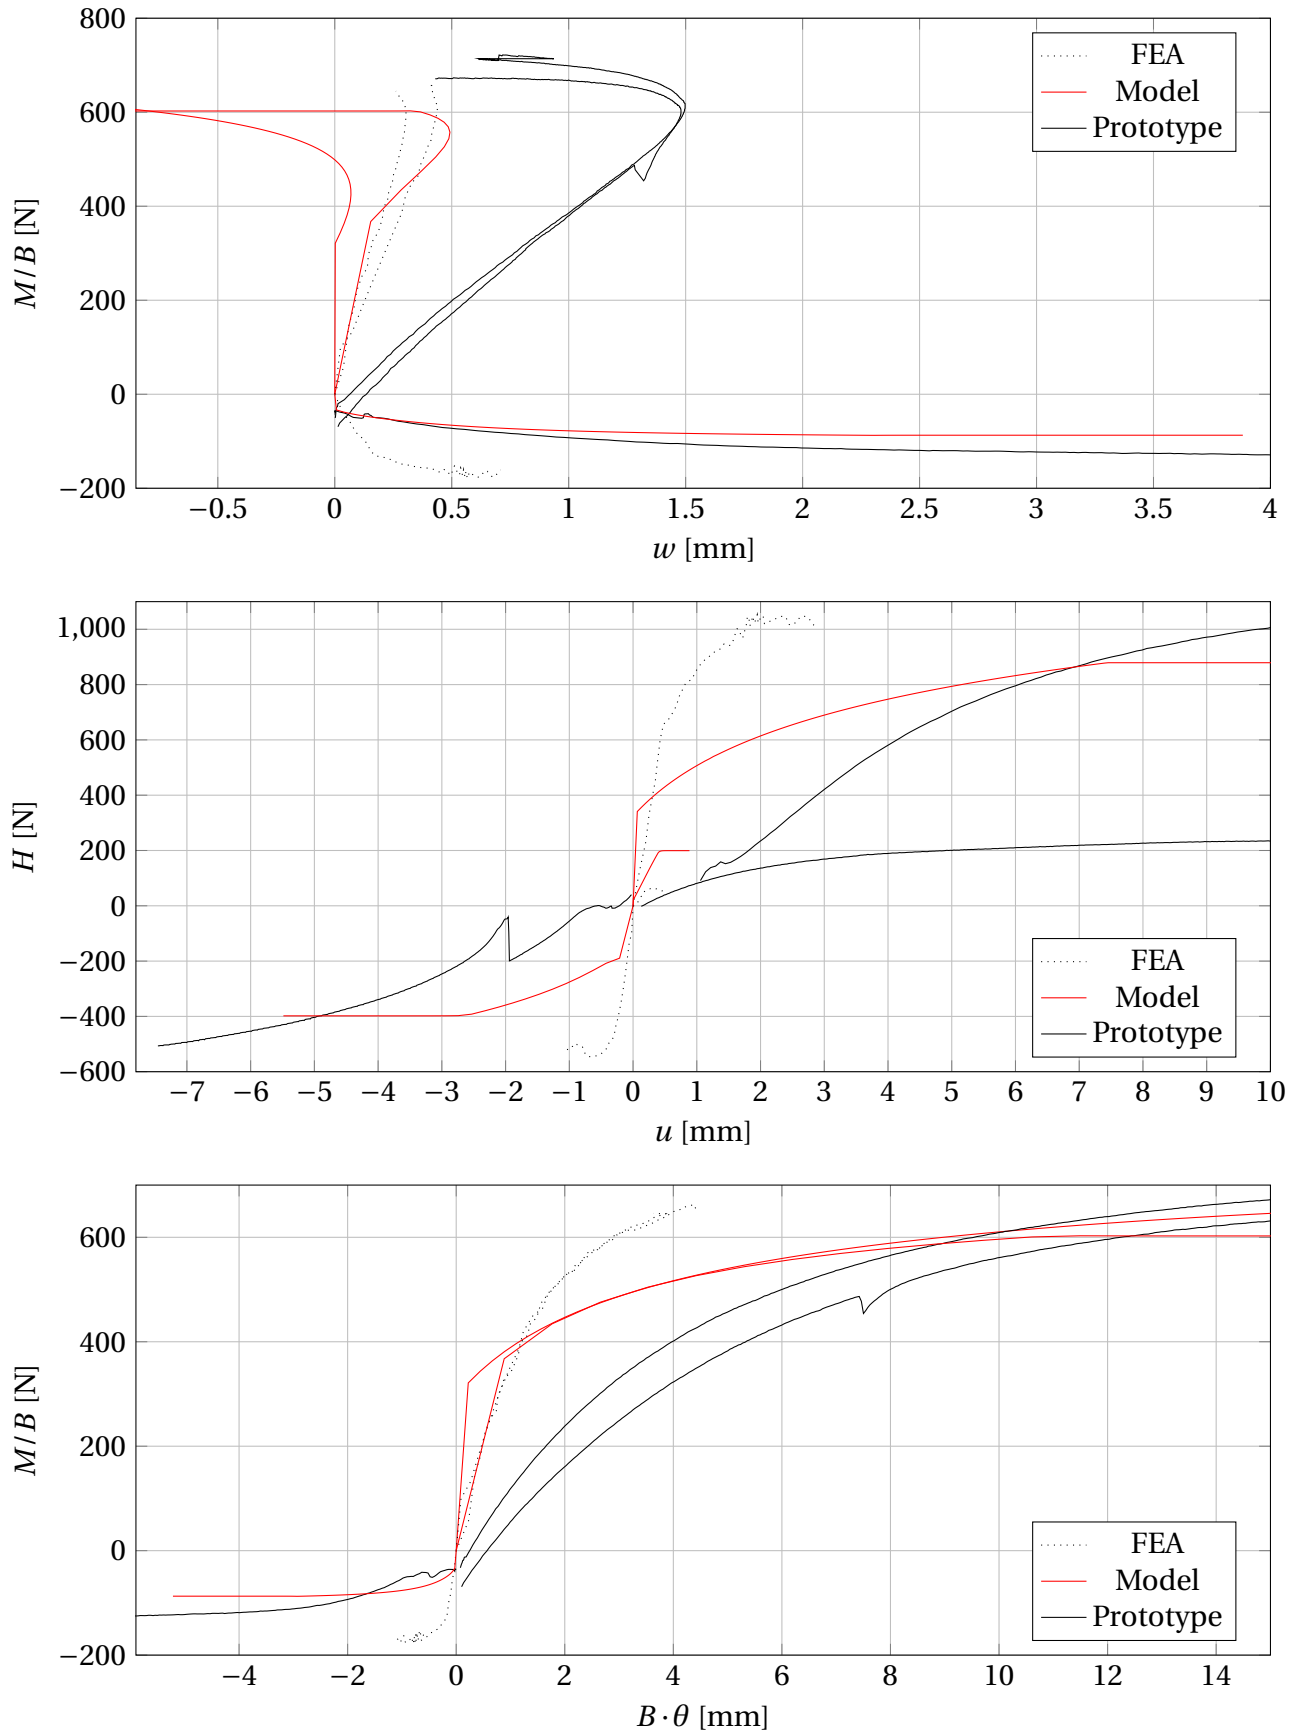 800
600
400
200
0
−200
M/B [N]
−0.5 0 0.5 1 1.5 2 2.5 3 3.5 4
w [mm]
FEA
Model
Prototype
1,000
800
600
400
200
0
−200
−400
−600
H [N]
−7 −6 −5 −4 −3 −2 −1 0 1 2 3 4 5 6 7 8 9 10
u [mm]
FEA
Model
Prototype
600
400
200
0
−200
M/B [N]
−4 −2 0 2 4 6 8 10 12 14
B · θ [mm]
FEA
Model
Prototype